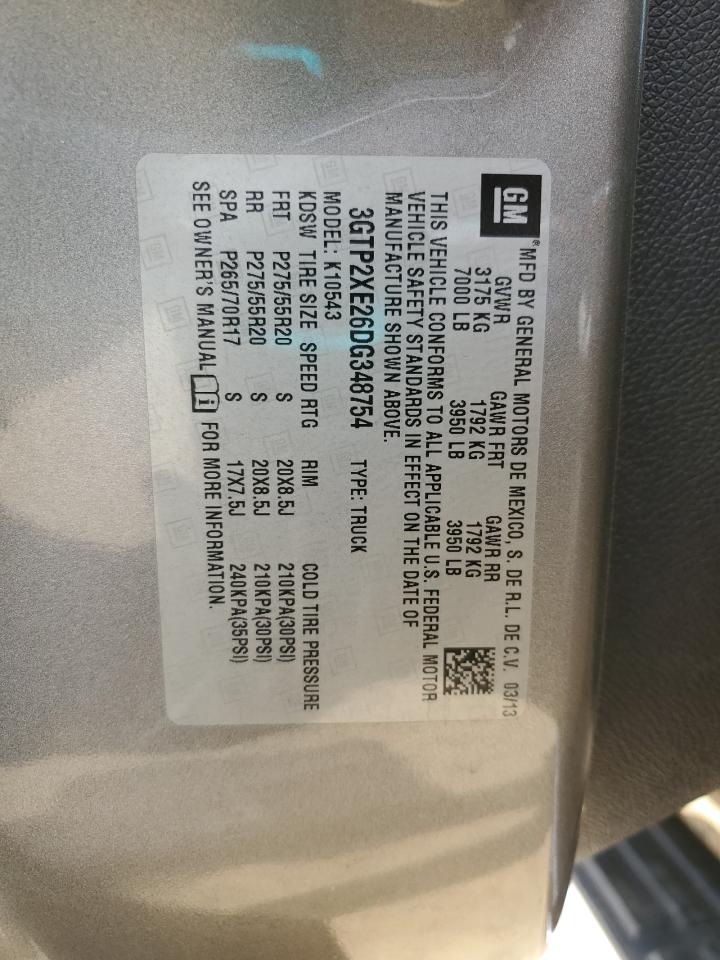 GM® MFD BY GENERAL MOTORS DE MEXICO, S. DE R.L. DE C.V. 03/13
GVWR GAWR FRT GAWR RR
3175 KG 1792 KG 1792 KG
7000 LB 3950 LB 3950 LB
THIS VEHICLE CONFORMS TO ALL APPLICABLE U.S. FEDERAL MOTOR
VEHICLE SAFETY STANDARDS IN EFFECT ON THE DATE OF
MANUFACTURE SHOWN ABOVE.
3GTP2XE26DG348754 TYPE: TRUCK
MODEL: K10543
KDSW TIRE SIZE SPEED RTG RIM COLD TIRE PRESSURE
FRT P275/55R20 S 20X8.5J 210KPA(30PSI)
RR P275/55R20 S 20X8.5J 210KPA(30PSI)
SPA P265/70R17 S 17X7.5J 240KPA(35PSI)
SEE OWNER'S MANUAL i FOR MORE INFORMATION.